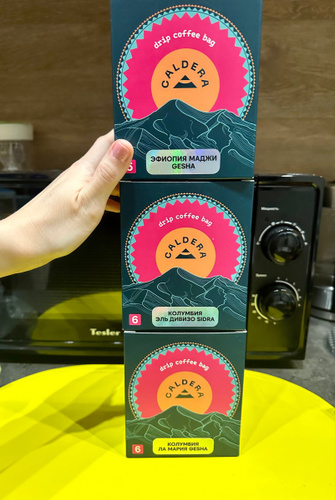 drip coffee bag
CALDERA
6
ЭФИОПИЯ МАДЖИ
GESHA
drip coffee bag
CALDERA
6
КОЛУМБИЯ
ЭЛЬ ДИВИЗО SIDRA
Tesler
drip coffee bag
CALDERA
6
КОЛУМБИЯ
ЛА МАРИЯ GESHA